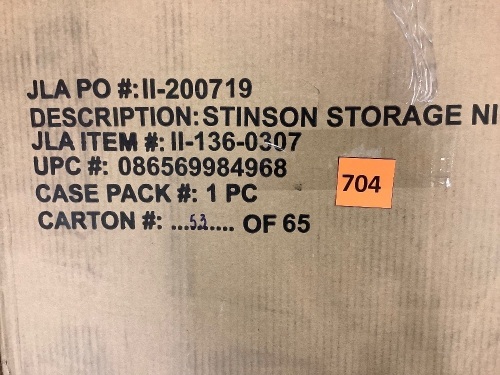 JLA PO #: II-200719
DESCRIPTION: STINSON STORAGE NI
JLA ITEM #: II-136-0307
UPC #: 086569984968
CASE PACK #: 1 PC
CARTON #: ...53.... OF 65
704